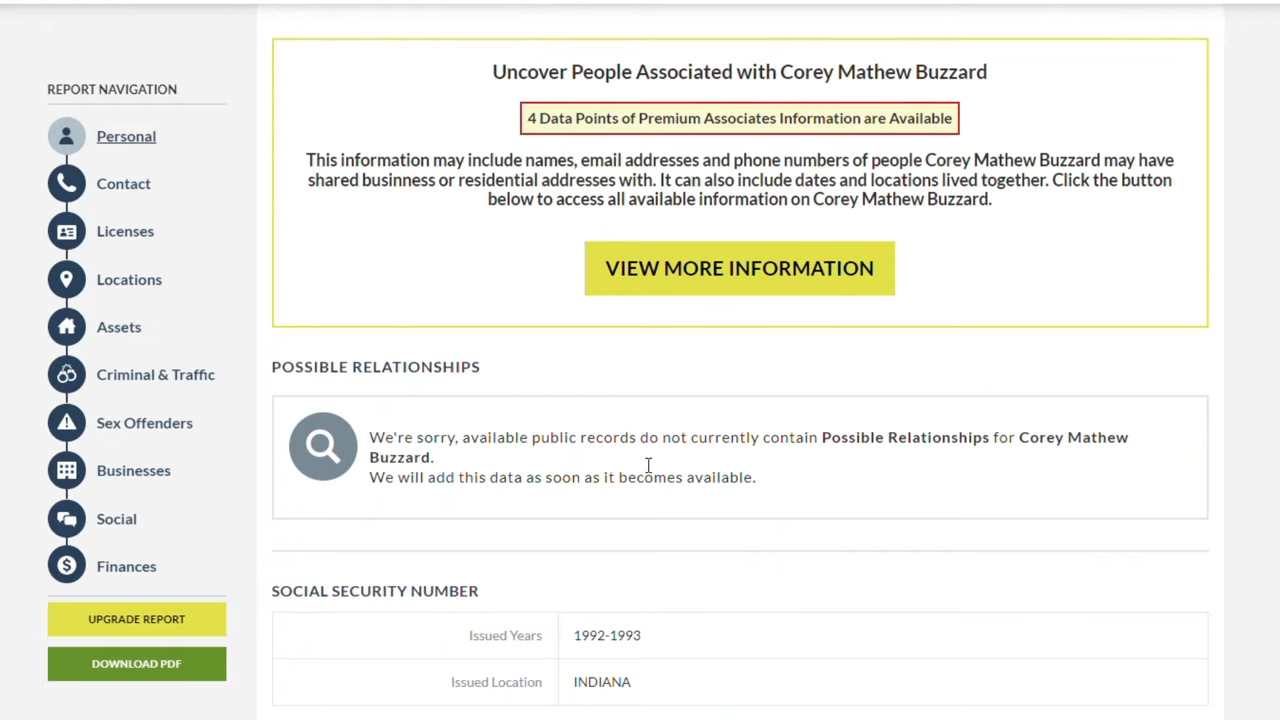 REPORT NAVIGATION
Personal
Contact
Licenses
Locations
Assets
Criminal & Traffic
Sex Offenders
Businesses
Social
Finances
UPGRADE REPORT
DOWNLOAD PDF
Uncover People Associated with Corey Mathew Buzzard
4 Data Points of Premium Associates Information are Available
This information may include names, email addresses and phone numbers of people Corey Mathew Buzzard may have
shared businness or residential addresses with. It can also include dates and locations lived together. Click the button
below to access all available information on Corey Mathew Buzzard.
VIEW MORE INFORMATION
POSSIBLE RELATIONSHIPS
We're sorry, available public records do not currently contain Possible Relationships for Corey Mathew
Buzzard.
We will add this data as soon as it becomes available.
SOCIAL SECURITY NUMBER
Issued Years 1992-1993
Issued Location INDIANA